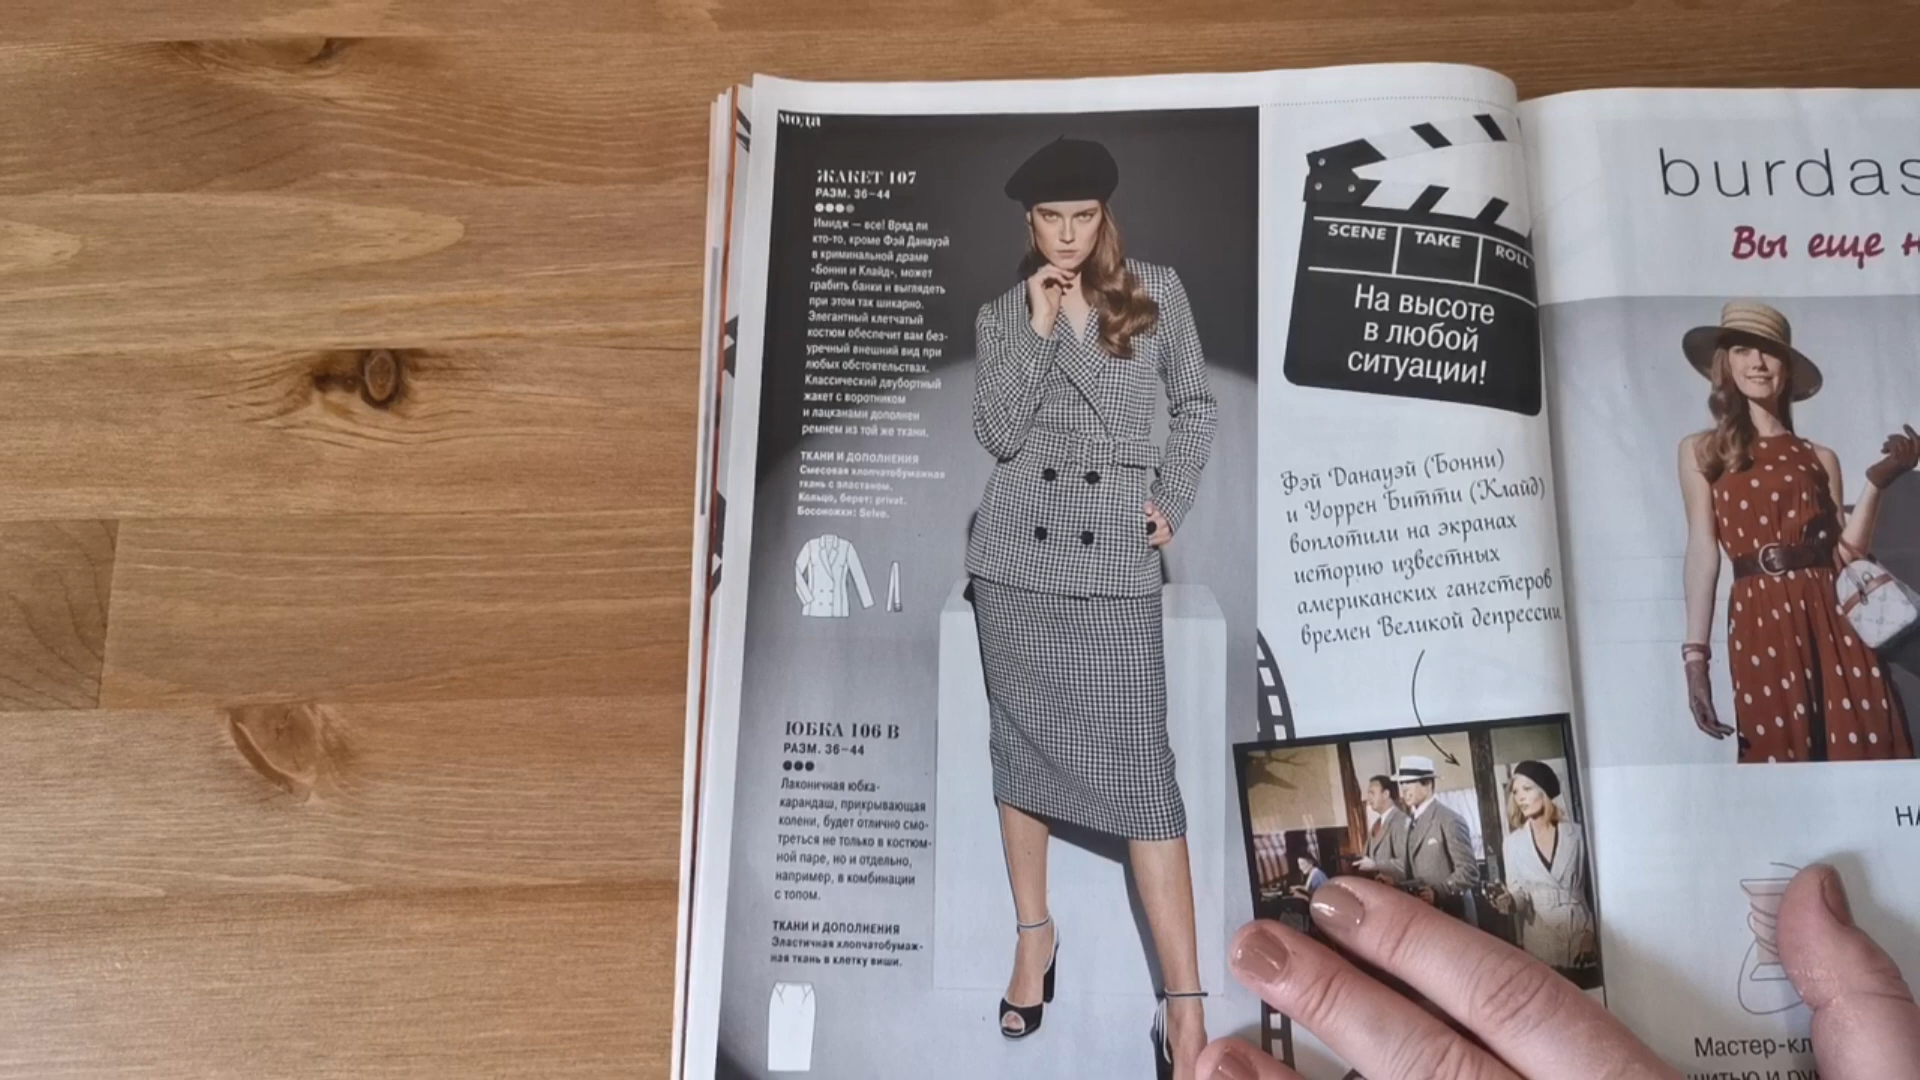 мода
ЖАКЕТ 107
РАЗМ. 36–44
Имидж — все! Вряд ли
кто-то, кроме Фэй Данауэй
в криминальной драме
«Бонни и Клайд», может
грабить банки и выглядеть
при этом так шикарно.
Элегантный клетчатый
костюм обеспечит вам без-
упречный внешний вид при
любых обстоятельствах.
Классический двубортный
жакет с воротником
и лацканами дополнен
ремнем из той же ткани.
ТКАНИ И ДОПОЛНЕНИЯ
Смесовая хлопчатобумажная
ткань с эластаном.
Кольцо, берет: privat.
Босоножки: Selve.
ЮБКА 106 В
РАЗМ. 36–44
Лаконичная юбка-
карандаш, прикрывающая
колени, будет отлично смо-
треться не только в костюм-
ной паре, но и отдельно,
например, в комбинации
с топом.
ТКАНИ И ДОПОЛНЕНИЯ
Эластичная хлопчатобумаж-
ная ткань в клетку виши.
SCENE TAKE ROLL
На высоте
в любой
ситуации!
Фэй Данауэй (Бонни)
и Уоррен Битти (Клайд)
воплотили на экранах
историю известных
американских гангстеров
времен Великой депрессии
burdas
Вы еще н
НА
Мастер-кл
шитью и рук